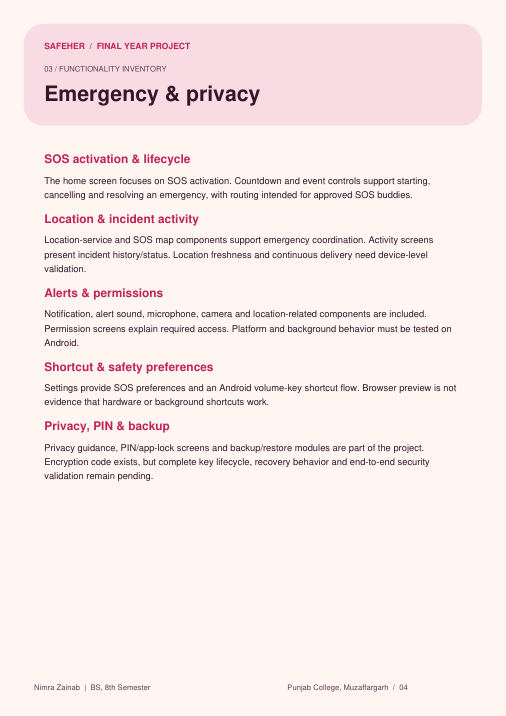 SAFEHER / FINAL YEAR PROJECT
03 / FUNCTIONALITY INVENTORY
Emergency & privacy
SOS activation & lifecycle
The home screen focuses on SOS activation. Countdown and event controls support starting,
cancelling and resolving an emergency, with routing intended for approved SOS buddies.
Location & incident activity
Location-service and SOS map components support emergency coordination. Activity screens
present incident history/status. Location freshness and continuous delivery need device-level
validation.
Alerts & permissions
Notification, alert sound, microphone, camera and location-related components are included.
Permission screens explain required access. Platform and background behavior must be tested on
Android.
Shortcut & safety preferences
Settings provide SOS preferences and an Android volume-key shortcut flow. Browser preview is not
evidence that hardware or background shortcuts work.
Privacy, PIN & backup
Privacy guidance, PIN/app-lock screens and backup/restore modules are part of the project.
Encryption code exists, but complete key lifecycle, recovery behavior and end-to-end security
validation remain pending.
Nimra Zainab | BS, 8th Semester
Punjab College, Muzaffargarh / 04